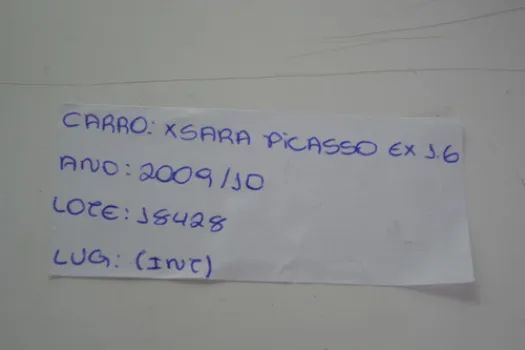 CARRO: XSARA PiCASSO EX 1.6
ANO: 2009/10
LOTE: 18428
LUG: (INT)